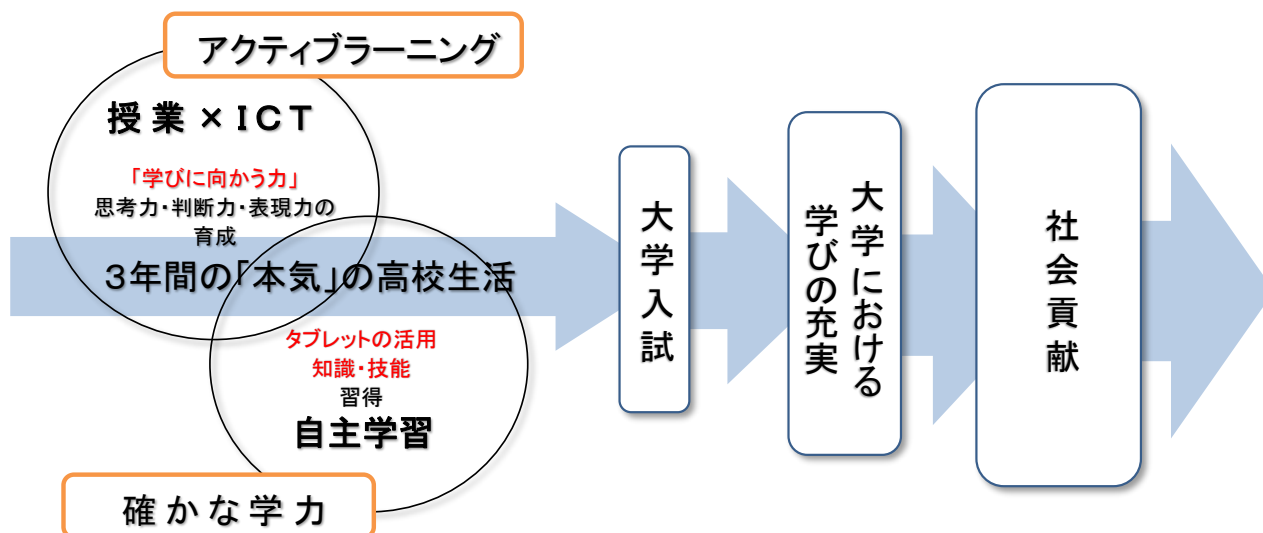 アクティブラーニング
授業×ICT
「学びに向かう力」
思考力・判断力・表現力の
育成
3年間の「本気」の高校生活
タブレットの活用
知識・技能
習得
自主学習
確かな学力
大学入試
大学における
学びの充実
社会貢献